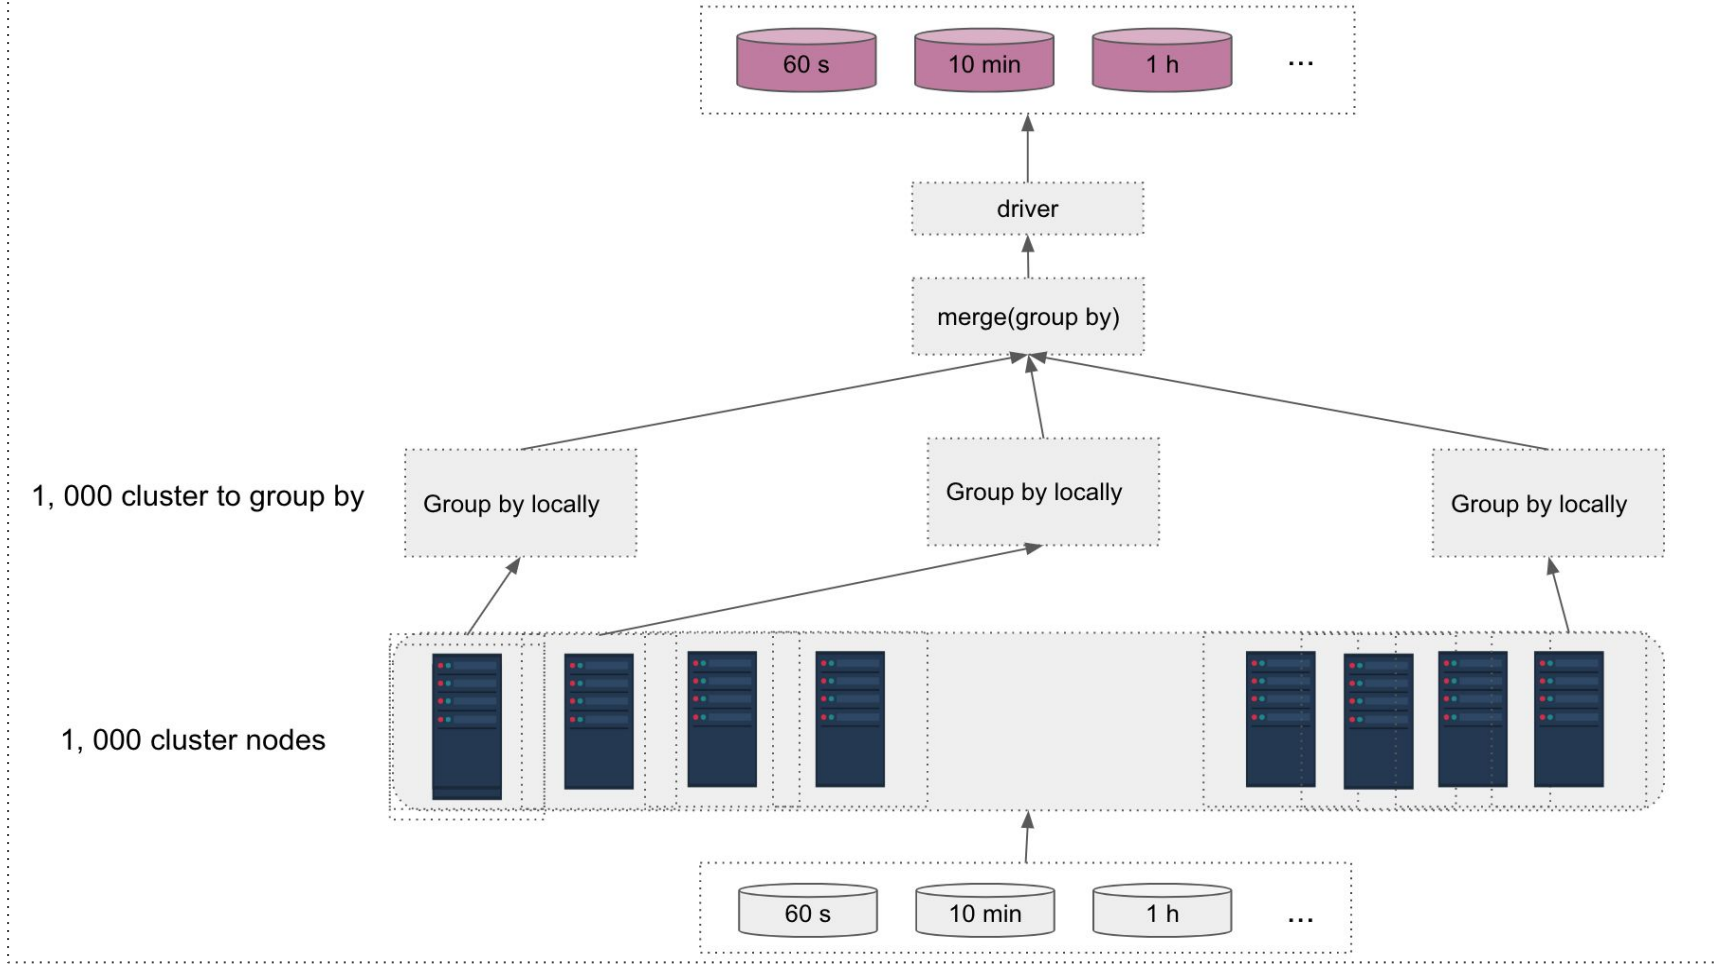 60 s
10 min
1 h
...
driver
merge(group by)
1, 000 cluster to group by
Group by locally
Group by locally
Group by locally
1, 000 cluster nodes
60 s
10 min
1 h
...